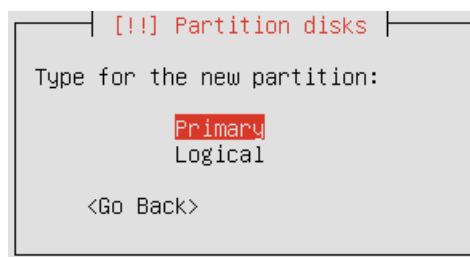 [!!] Partition disks
Type for the new partition:
Primary
Logical
<Go Back>